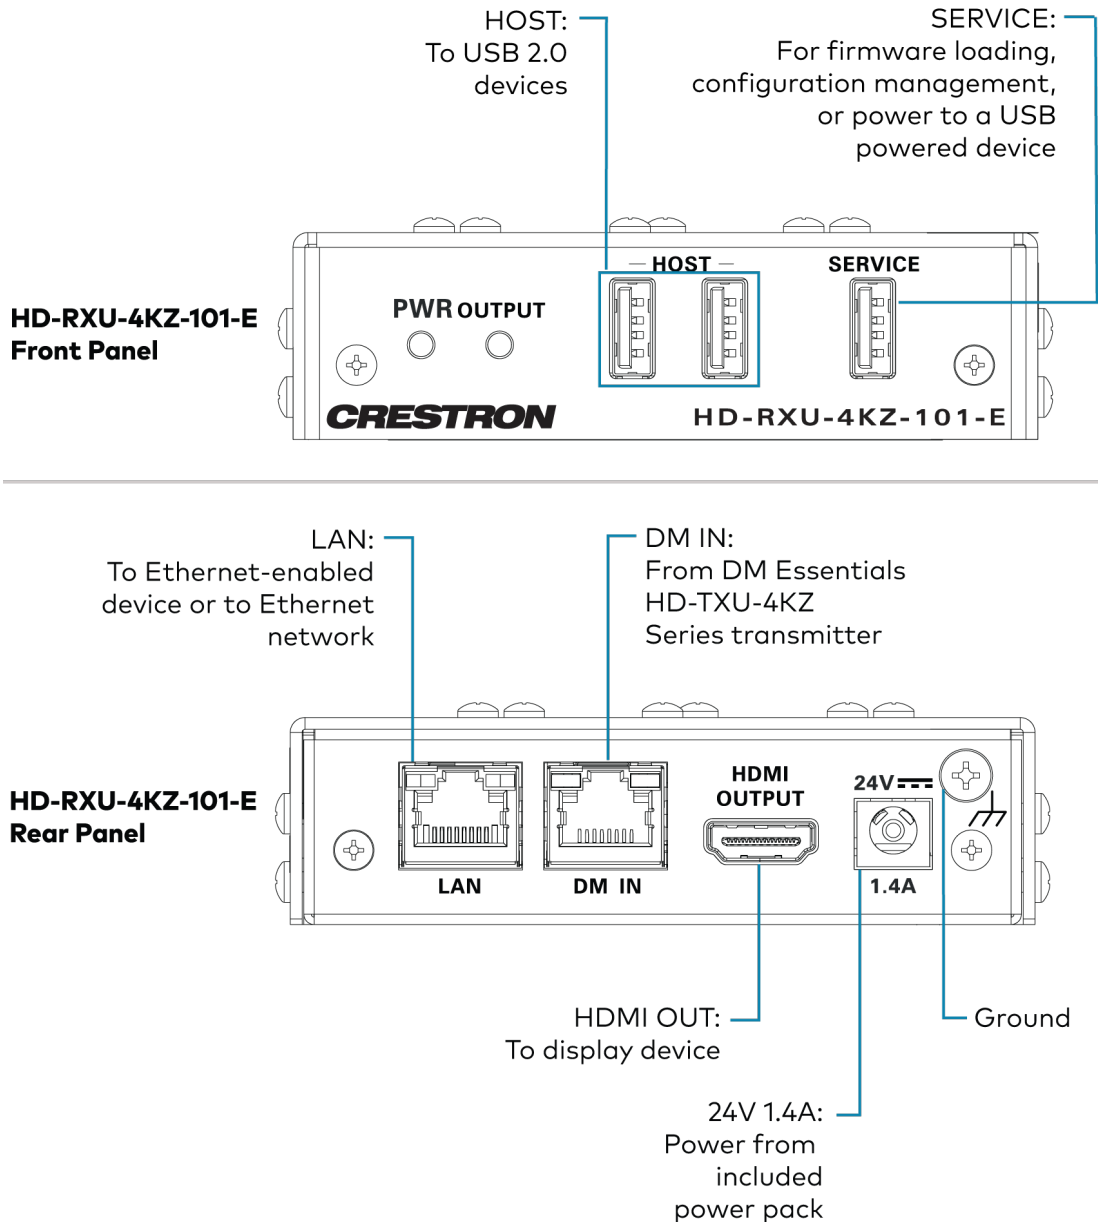 HOST:
To USB 2.0
devices
SERVICE:
For firmware loading,
configuration management,
or power to a USB
powered device
HD-RXU-4KZ-101-E
Front Panel
PWR OUTPUT
— HOST —
SERVICE
CRESTRON
HD-RXU-4KZ-101-E
LAN:
To Ethernet-enabled
device or to Ethernet
network
DM IN:
From DM Essentials
HD-TXU-4KZ
Series transmitter
HD-RXU-4KZ-101-E
Rear Panel
LAN
DM IN
HDMI
OUTPUT
24V
1.4A
HDMI OUT:
To display device
Ground
24V 1.4A:
Power from
included
power pack